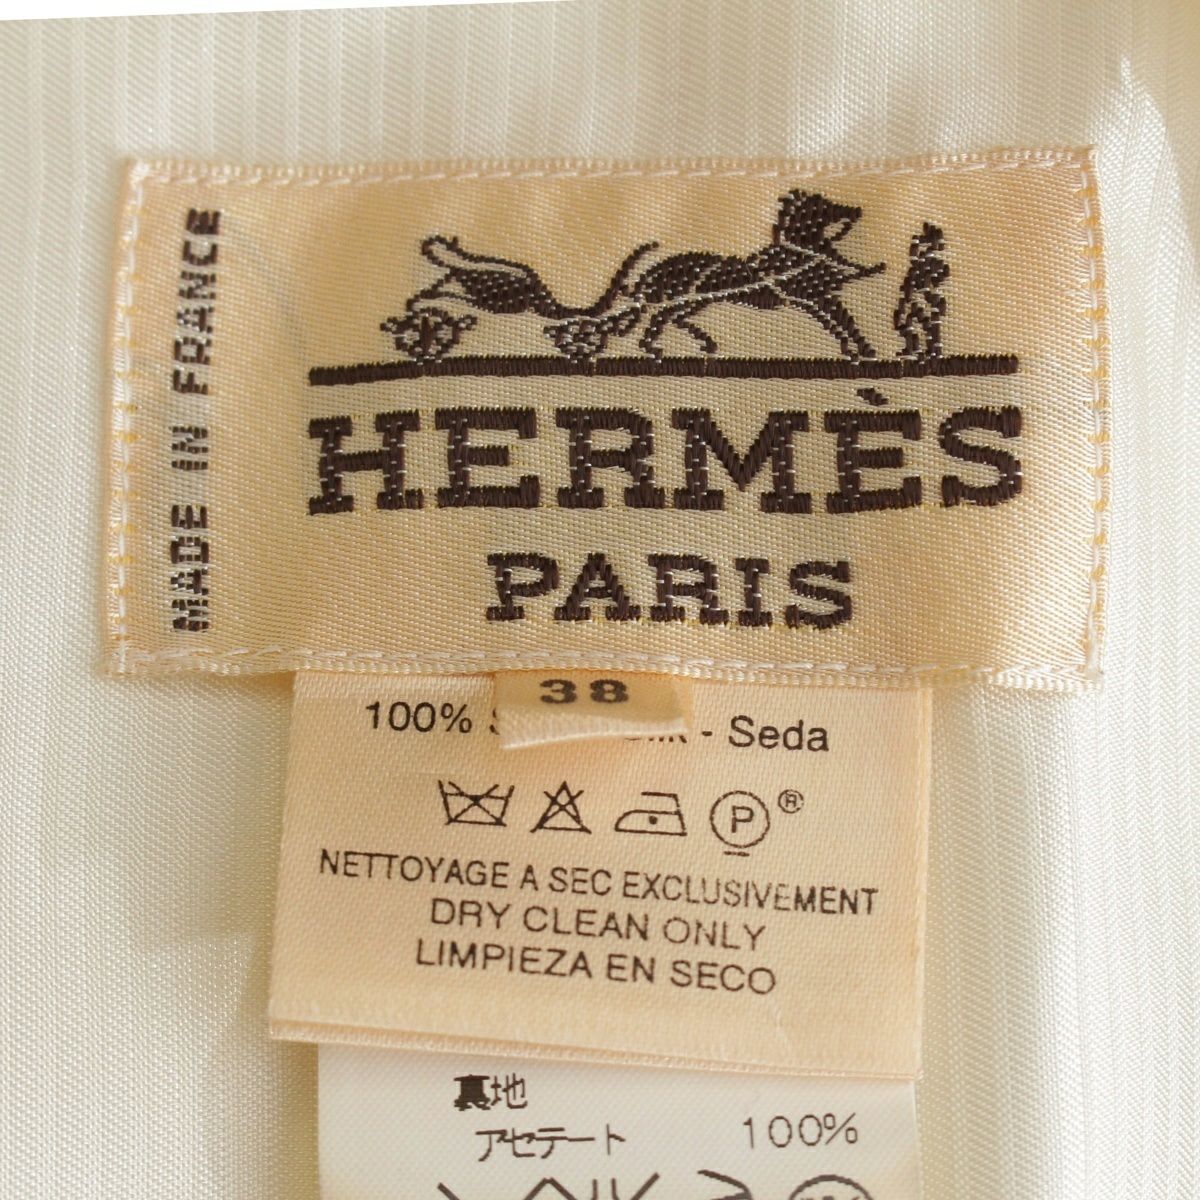 MADE IN FRANCE
HERMÈS
PARIS
38
100% - Seda
P ®
NETTOYAGE A SEC EXCLUSIVEMENT
DRY CLEAN ONLY
LIMPIEZA EN SECO
裏地
アセテート 100%